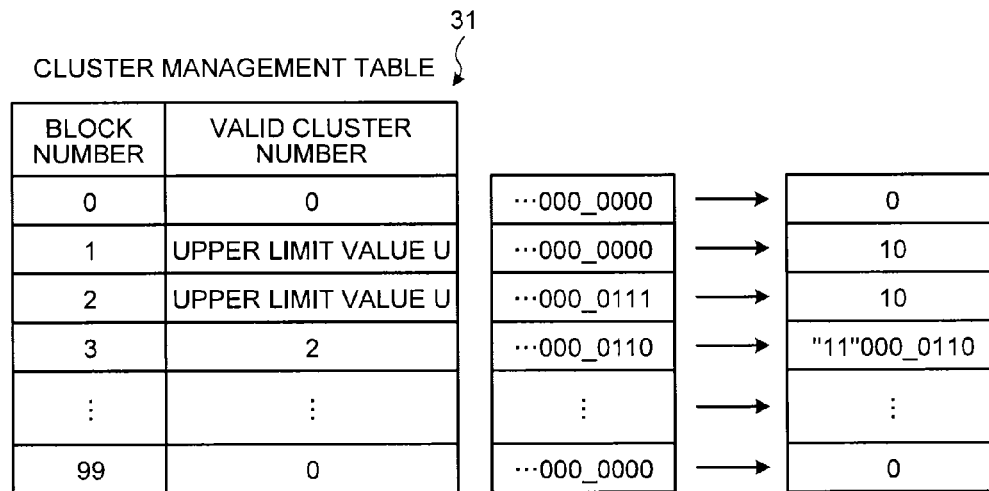 31
CLUSTER MANAGEMENT TABLE
BLOCK NUMBER VALID CLUSTER NUMBER
0 0 ···000_0000 → 0
1 UPPER LIMIT VALUE U ···000_0000 → 10
2 UPPER LIMIT VALUE U ···000_0111 → 10
3 2 ···000_0110 → "11"000_0110
⋮ ⋮ ⋮ → ⋮
99 0 ···000_0000 → 0